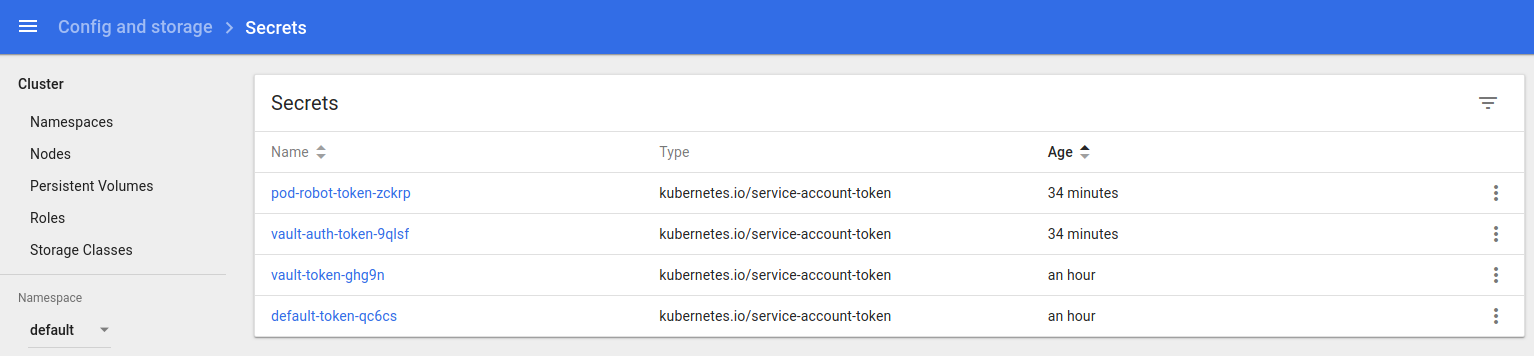 Config and storage > Secrets
Cluster
Namespaces
Nodes
Persistent Volumes
Roles
Storage Classes
Namespace
default
Secrets
Name Type Age
pod-robot-token-zckrp kubernetes.io/service-account-token 34 minutes
vault-auth-token-9qlsf kubernetes.io/service-account-token 34 minutes
vault-token-ghg9n kubernetes.io/service-account-token an hour
default-token-qc6cs kubernetes.io/service-account-token an hour